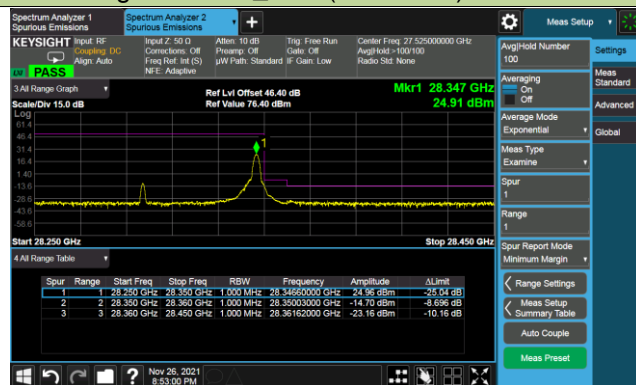 Spectrum Analyzer 1
Spurious Emissions
Spectrum Analyzer 2
Spurious Emissions
Meas Setup
KEYSIGHT
Input: RF
Coupling: DC
Align: Auto
Input Z: 50 Ω
Corrections: Off
Freq Ref: Int (S)
NFE: Adaptive
Atten: 10 dB
Preamp: Off
µW Path: Standard
Trig: Free Run
Gate: Off
IF Gain: Low
Center Freq: 27.525000000 GHz
Avg|Hold:>100/100
Radio Std: None
PASS
3 All Range Graph
Scale/Div 15.0 dB
Ref Lvl Offset 46.40 dB
Ref Value 76.40 dBm
Mkr1 28.347 GHz
24.91 dBm
Log
61.4
46.4
31.4
16.4
1.40
-13.6
-28.6
-43.6
-58.6
1
Start 28.250 GHz
Stop 28.450 GHz
4 All Range Table
Spur Range Start Freq Stop Freq RBW Frequency Amplitude ΔLimit
1 1 28.250 GHz 28.350 GHz 1.000 MHz 28.34660000 GHz 24.96 dBm -25.04 dB
2 2 28.350 GHz 28.360 GHz 1.000 MHz 28.35003000 GHz -14.70 dBm -8.696 dB
3 3 28.360 GHz 28.450 GHz 1.000 MHz 28.36162000 GHz -23.16 dBm -10.16 dB
Avg|Hold Number
100
Averaging
On
Off
Average Mode
Exponential
Meas Type
Examine
Spur
1
Range
1
Spur Report Mode
Minimum Margin
Range Settings
Meas Setup
Summary Table
Auto Couple
Meas Preset
Settings
Meas
Standard
Advanced
Global
Nov 26, 2021
8:53:00 PM